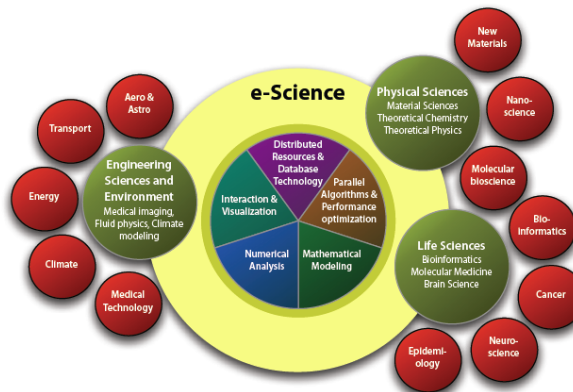 New
Materials
e-Science
Physical Sciences
Material Sciences
Theoretical Chemistry
Theoretical Physics
Nano-
science
Aero &
Astro
Transport
Engineering
Sciences and
Environment
Medical imaging,
Fluid physics, Climate
modeling
Energy
Climate
Medical
Technology
Distributed
Resources &
Database
Technology
Interaction &
Visualization
Parallel
Algorithms &
Performance
optimization
Numerical
Analysis
Mathematical
Modeling
Molecular
bioscience
Bio-
informatics
Life Sciences
Bioinformatics
Molecular Medicine
Brain Science
Cancer
Neuro-
science
Epidem-
iology